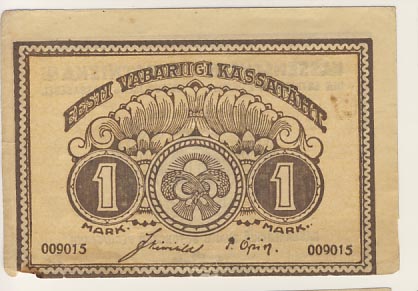 EESTI VABARIIGI KASSATÄHT.
1 1
MARK. MARK.
009015 009015